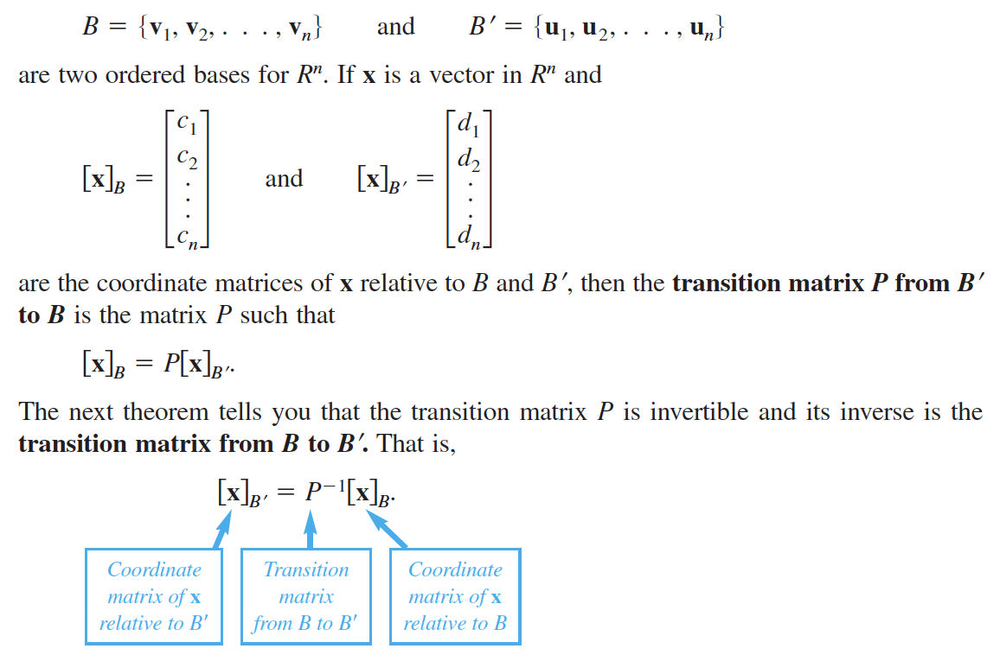 B = {v₁, v₂, . . . , vₙ} and B′ = {u₁, u₂, . . . , uₙ}
are two ordered bases for Rⁿ. If x is a vector in Rⁿ and
[x]_B = [c₁ c₂ . . . cₙ] and [x]_B′ = [d₁ d₂ . . . dₙ]
are the coordinate matrices of x relative to B and B′, then the transition matrix P from B′
to B is the matrix P such that
[x]_B = P[x]_B′.
The next theorem tells you that the transition matrix P is invertible and its inverse is the
transition matrix from B to B′. That is,
[x]_B′ = P⁻¹[x]_B.
Coordinate
matrix of x
relative to B′
Transition
matrix
from B to B′
Coordinate
matrix of x
relative to B